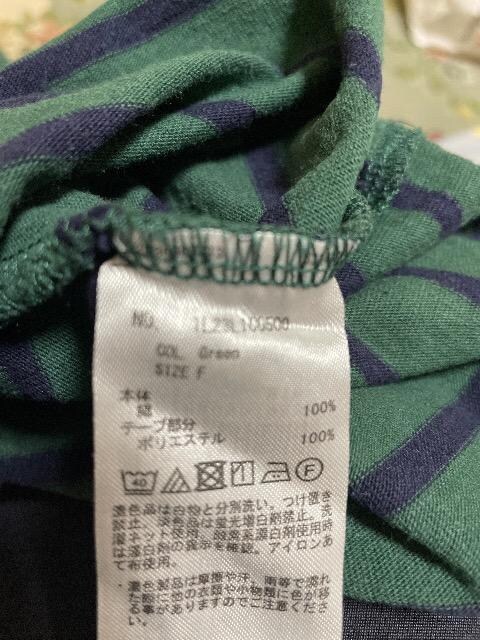 NO. 1L23L100500
COL. Green
SIZE F
本体
綿 100%
テープ部分
ポリエステル 100%
40 F
濃色品は白物と分別洗い。つけ置き
禁止。淡色品は蛍光増白剤禁止。洗
濯ネット使用。酸素系漂白剤使用時
は漂白剤の表示を確認。アイロンあ
て布使用。
・濃色製品は摩擦や汗、雨等で濡れ
た際に他の衣類や小物類に色が移
る事がありますのでご注意くださ
い。